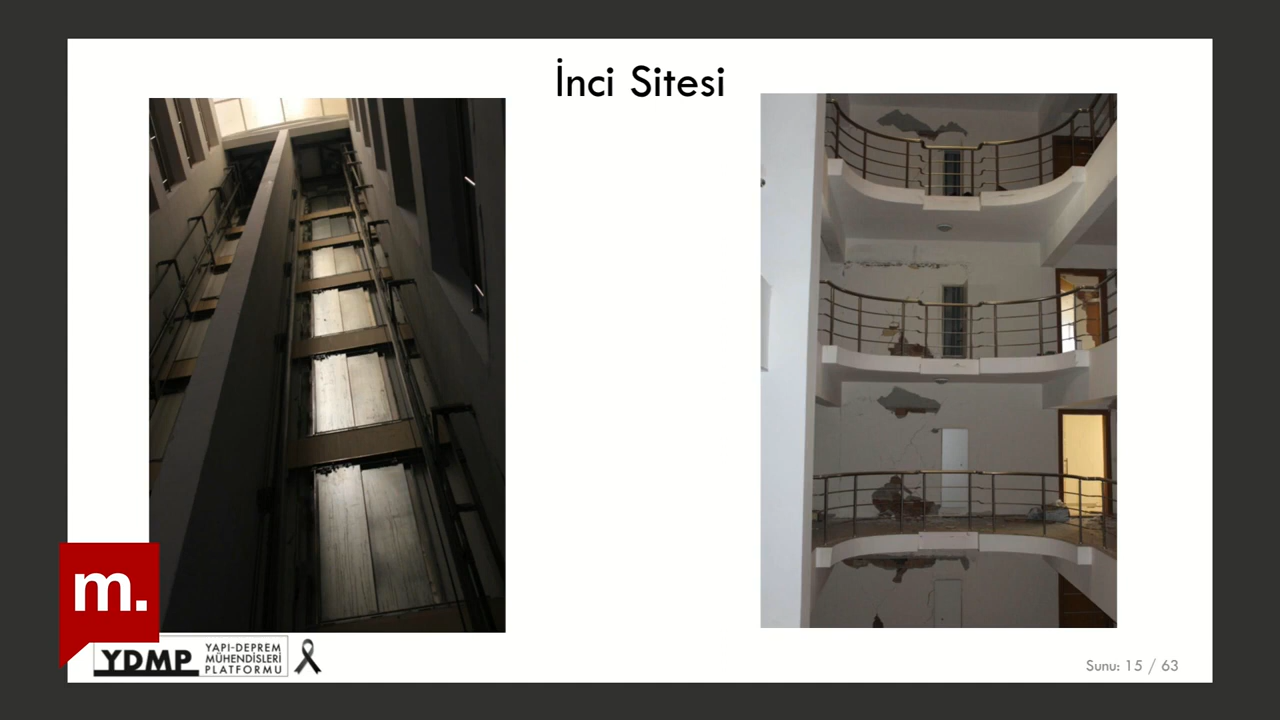 İnci Sitesi
m.
YDMP
YAPI-DEPREM
MÜHENDİSLERİ
PLATFORMU
Sunu: 15 / 63